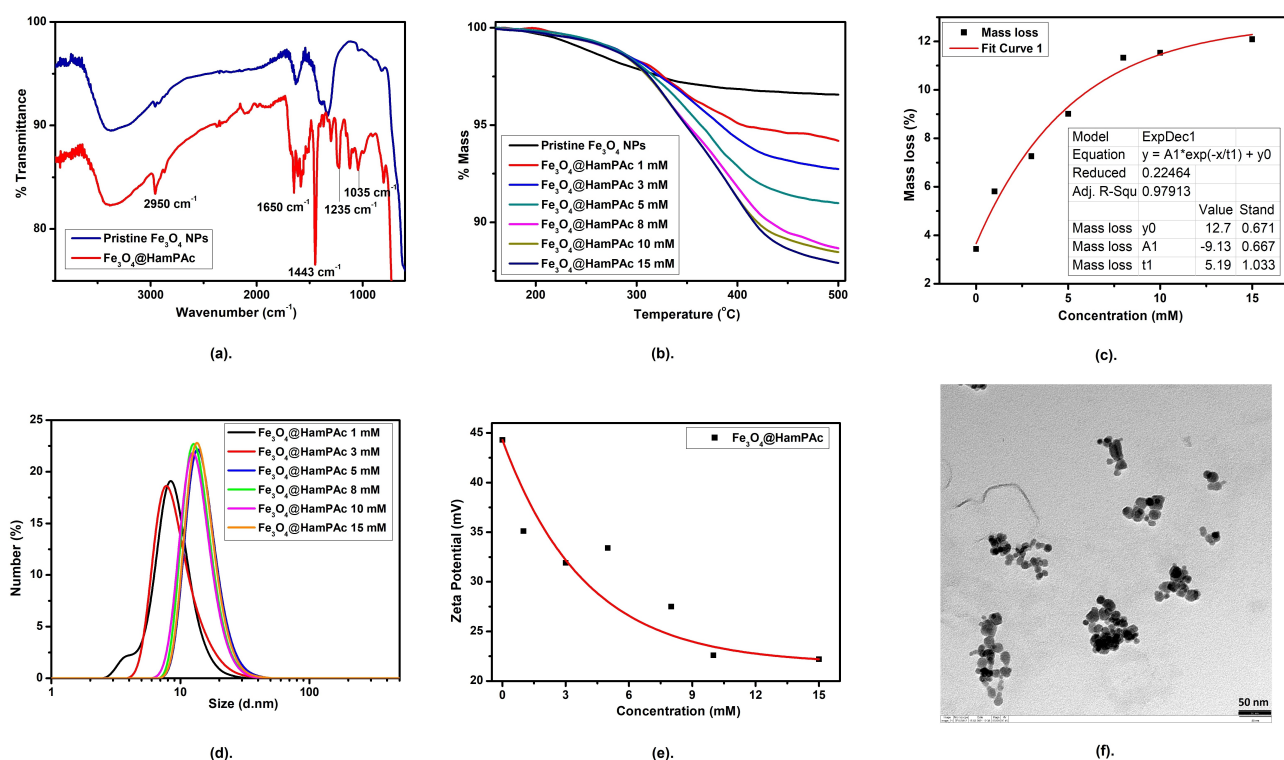 100
90
80
% Transmittance
2950 cm⁻¹
1650 cm⁻¹
1443 cm⁻¹
1235 cm⁻¹
1035 cm⁻¹
Pristine Fe₃O₄ NPs
Fe₃O₄@HamPAc
3000 2000 1000
Wavenumber (cm⁻¹)
(a).
100
95
90
% Mass
Pristine Fe₃O₄ NPs
Fe₃O₄@HamPAc 1 mM
Fe₃O₄@HamPAc 3 mM
Fe₃O₄@HamPAc 5 mM
Fe₃O₄@HamPAc 8 mM
Fe₃O₄@HamPAc 10 mM
Fe₃O₄@HamPAc 15 mM
200 300 400 500
Temperature (°C)
(b).
12
10
8
6
4
2
Mass loss (%)
Mass loss
Fit Curve 1
Model ExpDec1
Equation y = A1*exp(-x/t1) + y0
Reduced 0.22464
Adj. R-Squ 0.97913
Value Stand
Mass loss y0 12.7 0.671
Mass loss A1 -9.13 0.667
Mass loss t1 5.19 1.033
0 5 10 15
Concentration (mM)
(c).
25
20
15
10
5
0
Number (%)
Fe₃O₄@HamPAc 1 mM
Fe₃O₄@HamPAc 3 mM
Fe₃O₄@HamPAc 5 mM
Fe₃O₄@HamPAc 8 mM
Fe₃O₄@HamPAc 10 mM
Fe₃O₄@HamPAc 15 mM
1 10 100
Size (d.nm)
(d).
45
40
35
30
25
20
Zeta Potential (mV)
Fe₃O₄@HamPAc
0 3 6 9 12 15
Concentration (mM)
(e).
50 nm
(f).